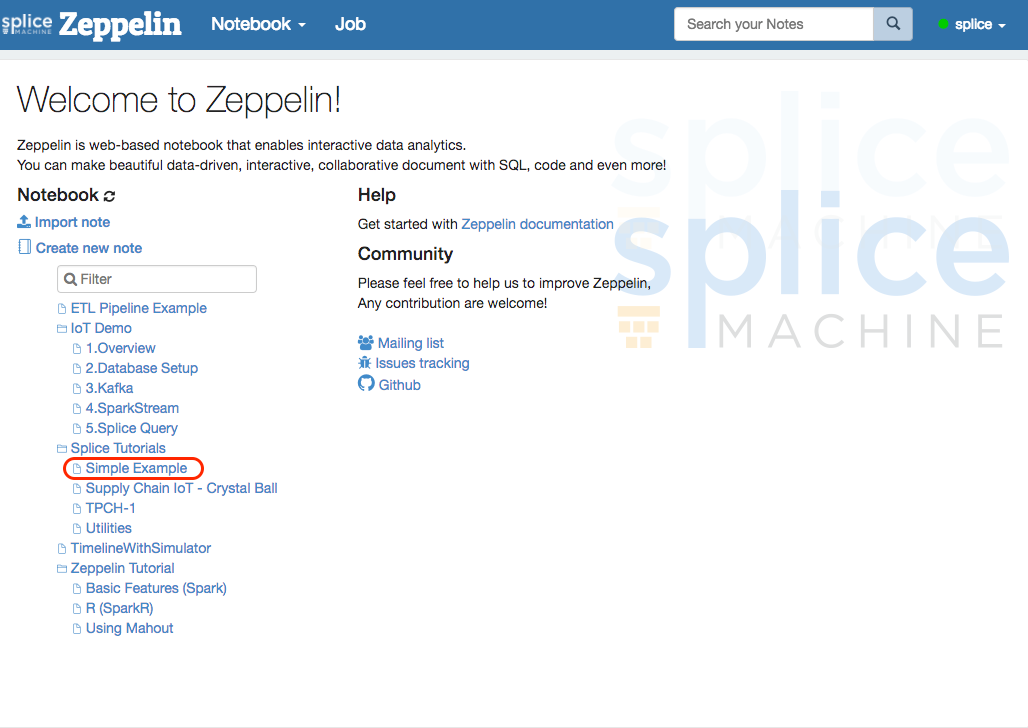 splice MACHINE Zeppelin Notebook Job Search your Notes splice
Welcome to Zeppelin!
Zeppelin is web-based notebook that enables interactive data analytics.
You can make beautiful data-driven, interactive, collaborative document with SQL, code and even more!
Notebook
Import note
Create new note
Filter
ETL Pipeline Example
IoT Demo
1.Overview
2.Database Setup
3.Kafka
4.SparkStream
5.Splice Query
Splice Tutorials
Simple Example
Supply Chain IoT - Crystal Ball
TPCH-1
Utilities
TimelineWithSimulator
Zeppelin Tutorial
Basic Features (Spark)
R (SparkR)
Using Mahout
Help
Get started with Zeppelin documentation
Community
Please feel free to help us to improve Zeppelin,
Any contribution are welcome!
Mailing list
Issues tracking
Github
splice
MACHINE
splice
MACHINE